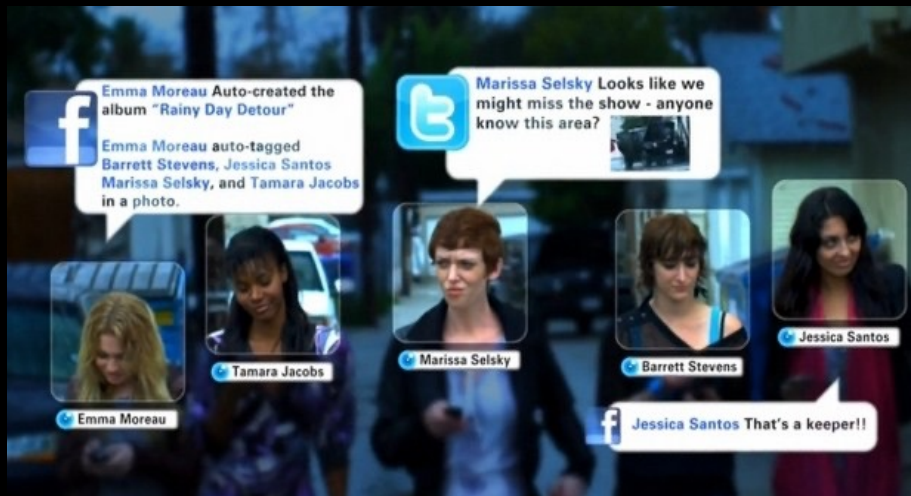 Emma Moreau Auto-created the
album "Rainy Day Detour"
Emma Moreau auto-tagged
Barrett Stevens, Jessica Santos
Marissa Selsky, and Tamara Jacobs
in a photo.
Marissa Selsky Looks like we
might miss the show - anyone
know this area?
Emma Moreau
Tamara Jacobs
Marissa Selsky
Barrett Stevens
Jessica Santos
Jessica Santos That's a keeper!!